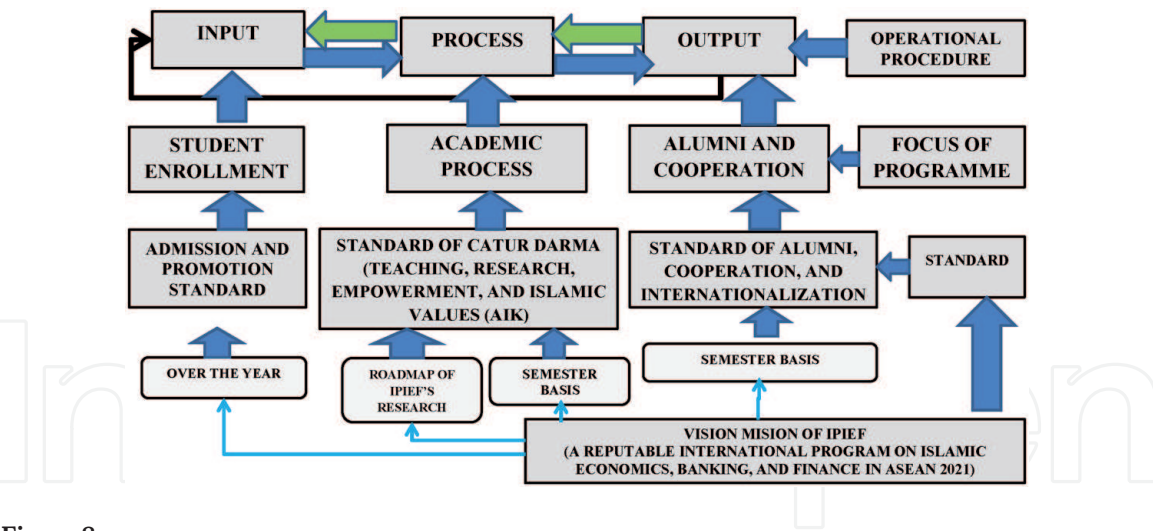 INPUT
PROCESS
OUTPUT
OPERATIONAL
PROCEDURE
STUDENT
ENROLLMENT
ACADEMIC
PROCESS
ALUMNI AND
COOPERATION
FOCUS OF
PROGRAMME
ADMISSION AND
PROMOTION
STANDARD
STANDARD OF CATUR DARMA
(TEACHING, RESEARCH,
EMPOWERMENT, AND ISLAMIC
VALUES (AIK)
STANDARD OF ALUMNI,
COOPERATION, AND
INTERNATIONALIZATION
STANDARD
OVER THE YEAR
ROADMAP OF
IPIEF'S
RESEARCH
SEMESTER
BASIS
SEMESTER BASIS
VISION MISION OF IPIEF
(A REPUTABLE INTERNATIONAL PROGRAM ON ISLAMIC
ECONOMICS, BANKING, AND FINANCE IN ASEAN 2021)